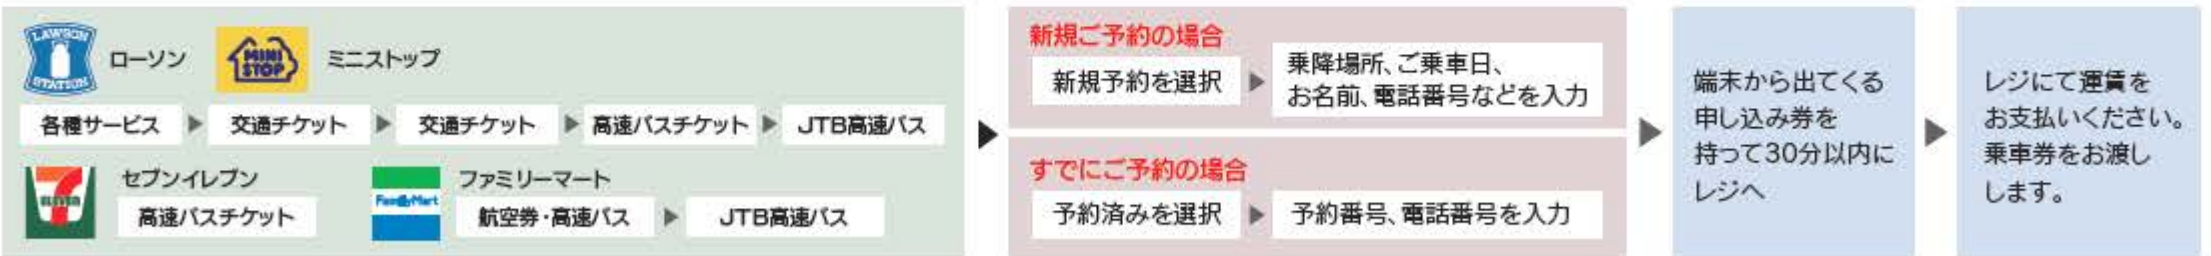 LAWSON
STATION
ローソン
MINI
STOP
ミニストップ
各種サービス
交通チケット
交通チケット
高速バスチケット
JTB高速バス
7
ELEVEN
セブンイレブン
高速バスチケット
FamilyMart
ファミリーマート
航空券・高速バス
JTB高速バス
新規ご予約の場合
新規予約を選択
乗降場所、ご乗車日、
お名前、電話番号などを入力
すでにご予約の場合
予約済みを選択
予約番号、電話番号を入力
端末から出てくる
申し込み券を
持って30分以内に
レジへ
レジにて運賃を
お支払いください。
乗車券をお渡し
します。